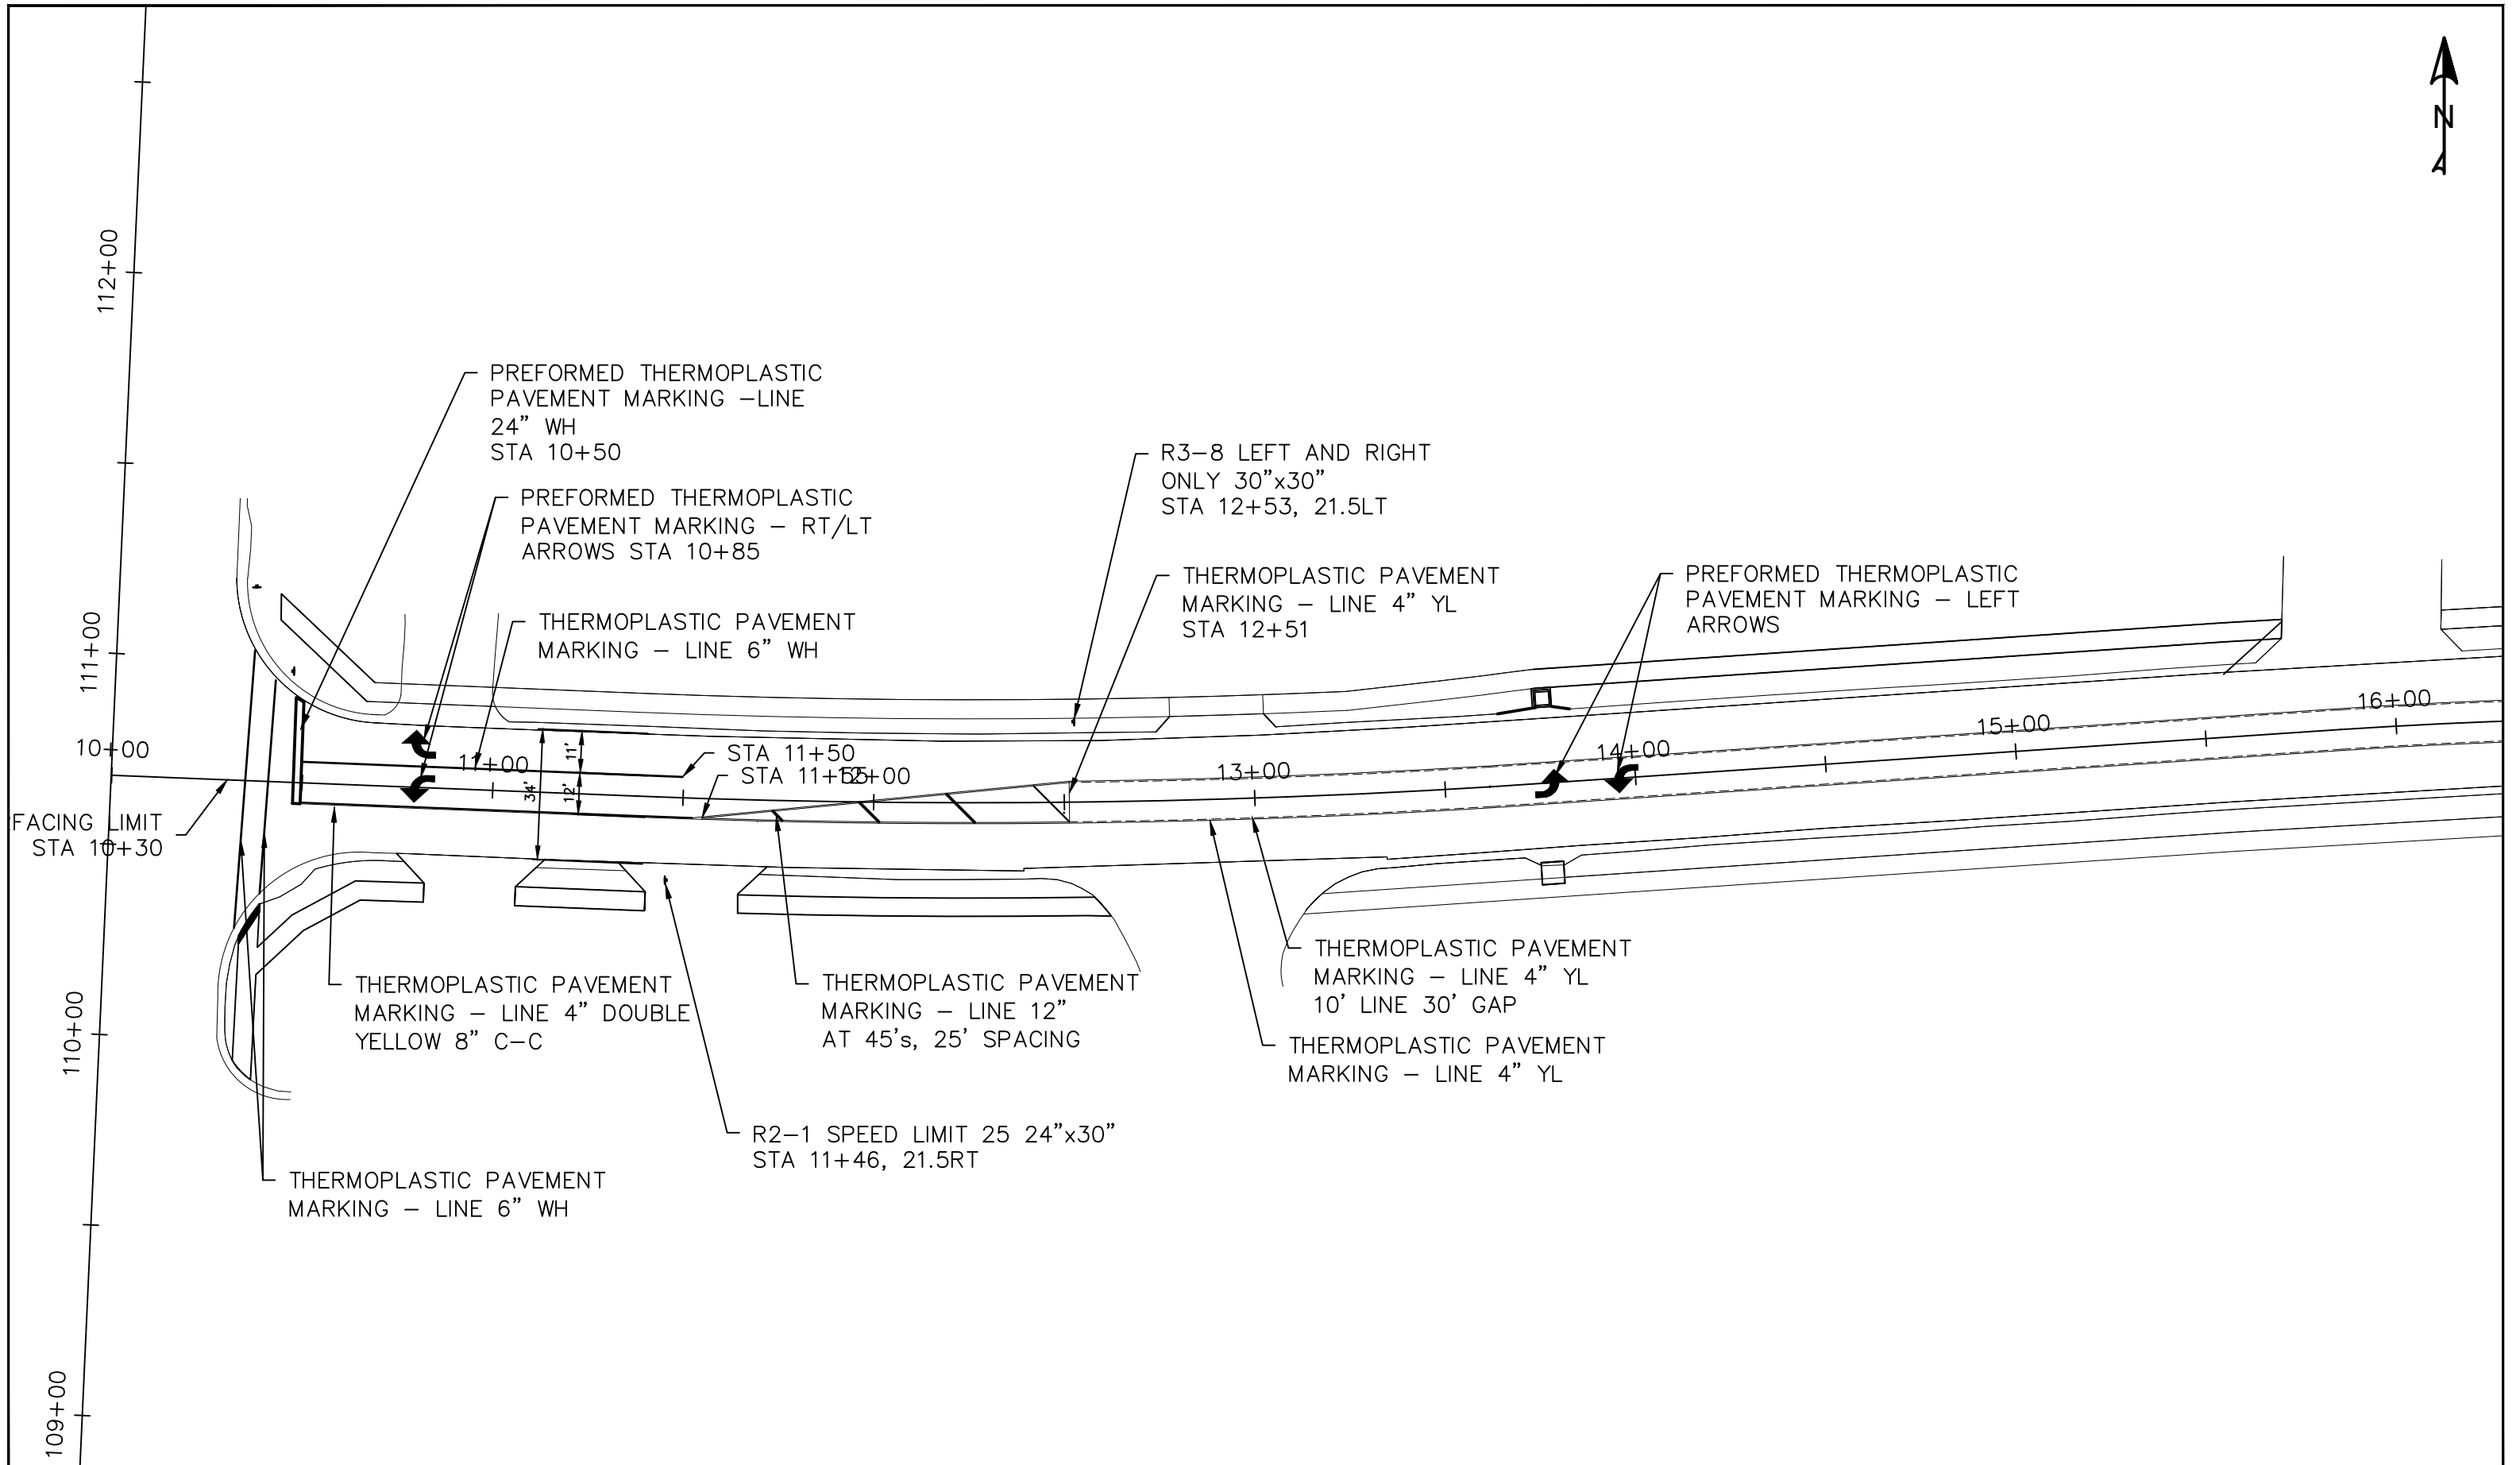 N
112+00
PREFORMED THERMOPLASTIC
PAVEMENT MARKING –LINE
24" WH
STA 10+50
R3–8 LEFT AND RIGHT
ONLY 30"x30"
STA 12+53, 21.5LT
PREFORMED THERMOPLASTIC
PAVEMENT MARKING – RT/LT
ARROWS STA 10+85
THERMOPLASTIC PAVEMENT
MARKING – LINE 4" YL
STA 12+51
PREFORMED THERMOPLASTIC
PAVEMENT MARKING – LEFT
ARROWS
111+00
THERMOPLASTIC PAVEMENT
MARKING – LINE 6" WH
10+00
11+00
11'
34'
12'
STA 11+50
STA 11+55
12+00
13+00
14+00
15+00
16+00
FACING LIMIT
STA 10+30
THERMOPLASTIC PAVEMENT
MARKING – LINE 4" DOUBLE
YELLOW 8" C–C
THERMOPLASTIC PAVEMENT
MARKING – LINE 12"
AT 45's, 25' SPACING
THERMOPLASTIC PAVEMENT
MARKING – LINE 4" YL
10' LINE 30' GAP
THERMOPLASTIC PAVEMENT
MARKING – LINE 4" YL
110+00
R2–1 SPEED LIMIT 25 24"x30"
STA 11+46, 21.5RT
THERMOPLASTIC PAVEMENT
MARKING – LINE 6" WH
109+00